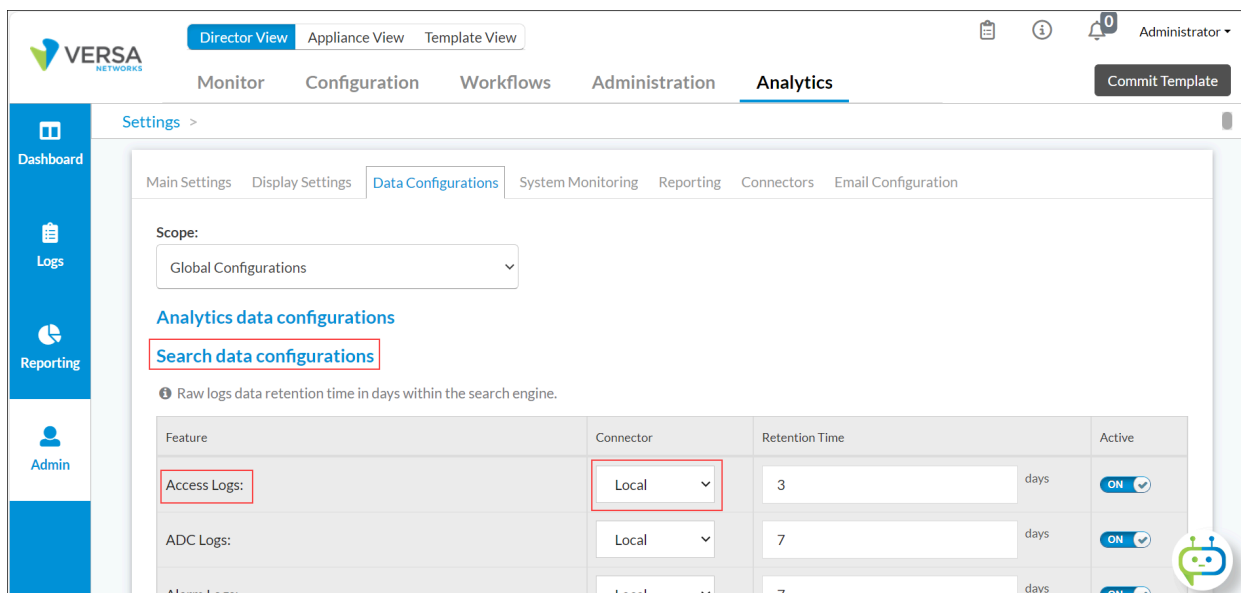 VERSA
NETWORKS
Director View Appliance View Template View
0
Administrator
Monitor Configuration Workflows Administration Analytics
Commit Template
Settings >
Dashboard
Logs
Reporting
Admin
Main Settings Display Settings Data Configurations System Monitoring Reporting Connectors Email Configuration
Scope:
Global Configurations
Analytics data configurations
Search data configurations
Raw logs data retention time in days within the search engine.
Feature Connector Retention Time Active
Access Logs: Local 3 days ON
ADC Logs: Local 7 days ON
days